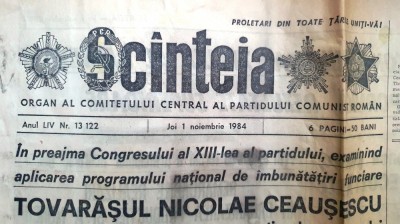 PROLETARI DIN TOATE ȚĂRILE, UNIȚI-VĂ!
PCR
Scînteia
ORGAN AL COMITETULUI CENTRAL AL PARTIDULUI COMUNIST ROMÂN
Anul LIV Nr. 13 122
Joi 1 noiembrie 1984
6 PAGINI-50 BANI
În preajma Congresului al XIII-lea al partidului, examinind
aplicarea programului național de îmbunătățiri funciare
TOVARĂȘUL NICOLAE CEAUȘESCU